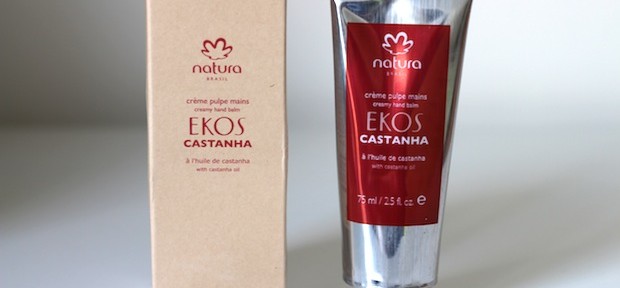 natura
BRASIL
crème pulpe mains
creamy hand balm
EKOS
CASTANHA
à l'huile de castanha
with castanha oil
natura
BRASIL
crème pulpe mains
creamy hand balm
EKOS
CASTANHA
à l'huile de castanha
with castanha oil
75 ml / 2.5 fl oz. ℮